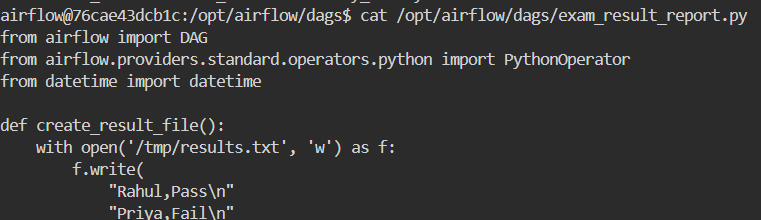 airflow@76cae43dcb1c:/opt/airflow/dags$ cat /opt/airflow/dags/exam_result_report.py
from airflow import DAG
from airflow.providers.standard.operators.python import PythonOperator
from datetime import datetime

def create_result_file():
    with open('/tmp/results.txt', 'w') as f:
        f.write(
            "Rahul,Pass\n"
            "Priya,Fail\n"